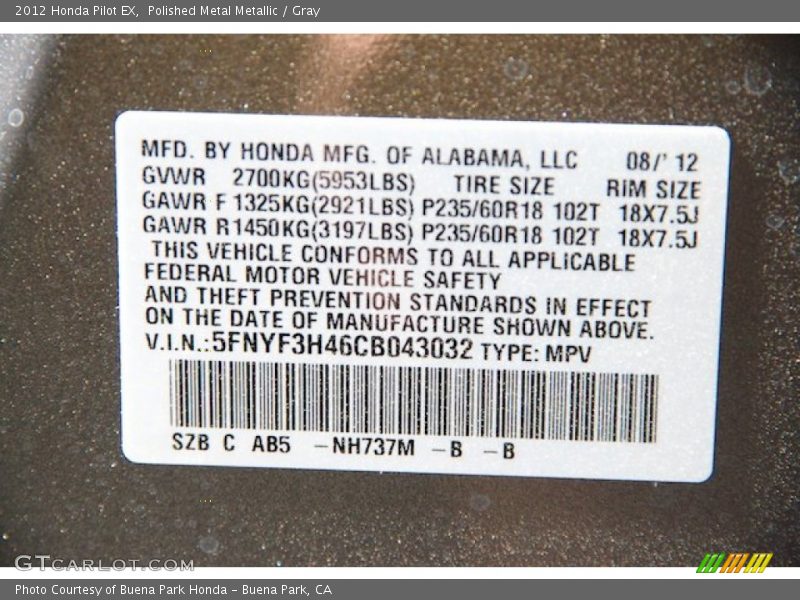 2012 Honda Pilot EX,  Polished Metal Metallic / Gray
MFD. BY HONDA MFG. OF ALABAMA, LLC 08/' 12
GVWR 2700KG(5953LBS) TIRE SIZE RIM SIZE
GAWR F 1325KG(2921LBS) P235/60R18 102T 18X7.5J
GAWR R1450KG(3197LBS) P235/60R18 102T 18X7.5J
THIS VEHICLE CONFORMS TO ALL APPLICABLE
FEDERAL MOTOR VEHICLE SAFETY
AND THEFT PREVENTION STANDARDS IN EFFECT
ON THE DATE OF MANUFACTURE SHOWN ABOVE.
V.I.N.:5FNYF3H46CB043032 TYPE: MPV
SZB C AB5 -NH737M -B -B
GTCARLOT.COM
Photo Courtesy of Buena Park Honda - Buena Park, CA